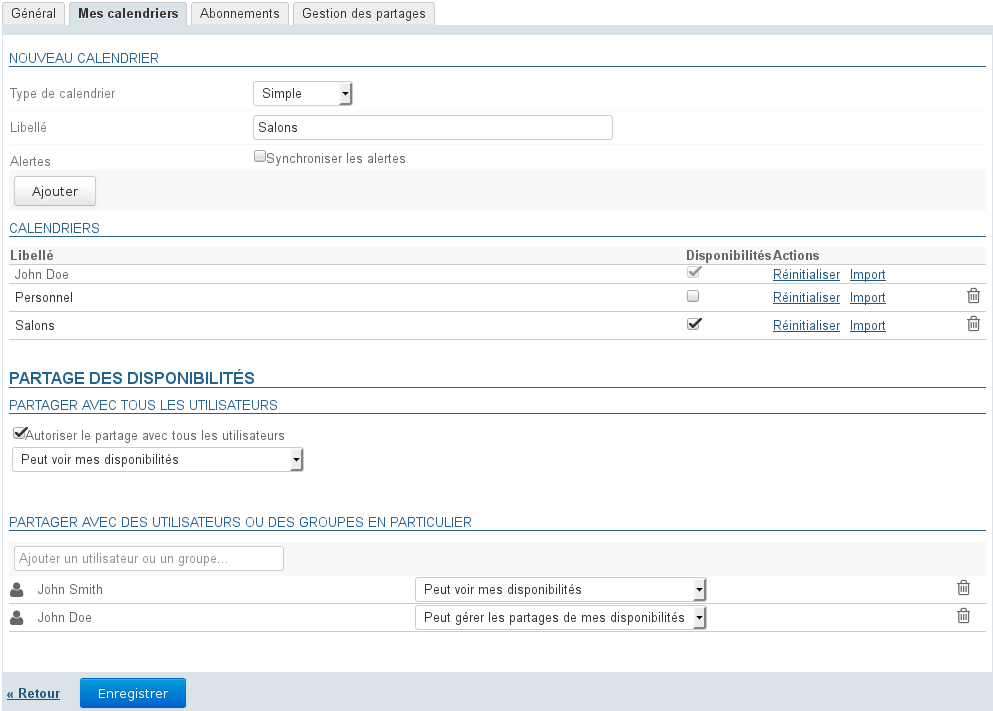 Général Mes calendriers Abonnements Gestion des partages
NOUVEAU CALENDRIER
Type de calendrier Simple
Libellé Salons
Alertes Synchroniser les alertes
Ajouter
CALENDRIERS
Libellé Disponibilités Actions
John Doe Réinitialiser Import
Personnel Réinitialiser Import
Salons Réinitialiser Import
PARTAGE DES DISPONIBILITÉS
PARTAGER AVEC TOUS LES UTILISATEURS
Autoriser le partage avec tous les utilisateurs
Peut voir mes disponibilités
PARTAGER AVEC DES UTILISATEURS OU DES GROUPES EN PARTICULIER
Ajouter un utilisateur ou un groupe...
John Smith Peut voir mes disponibilités
John Doe Peut gérer les partages de mes disponibilités
« Retour Enregistrer